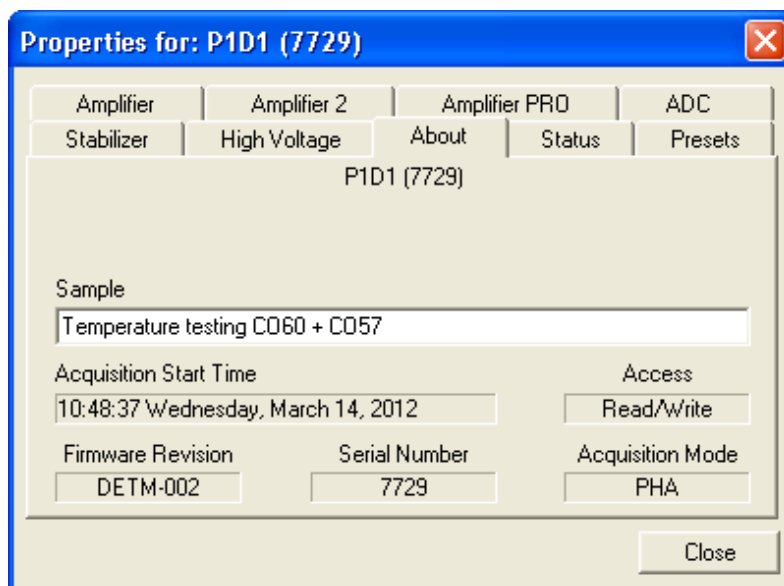 Properties for: P1D1 (7729)
Amplifier Amplifier 2 Amplifier PRO ADC
Stabilizer High Voltage About Status Presets
P1D1 (7729)
Sample
Temperature testing CO60 + CO57
Acquisition Start Time Access
10:48:37 Wednesday, March 14, 2012 Read/Write
Firmware Revision Serial Number Acquisition Mode
DETM-002 7729 PHA
Close